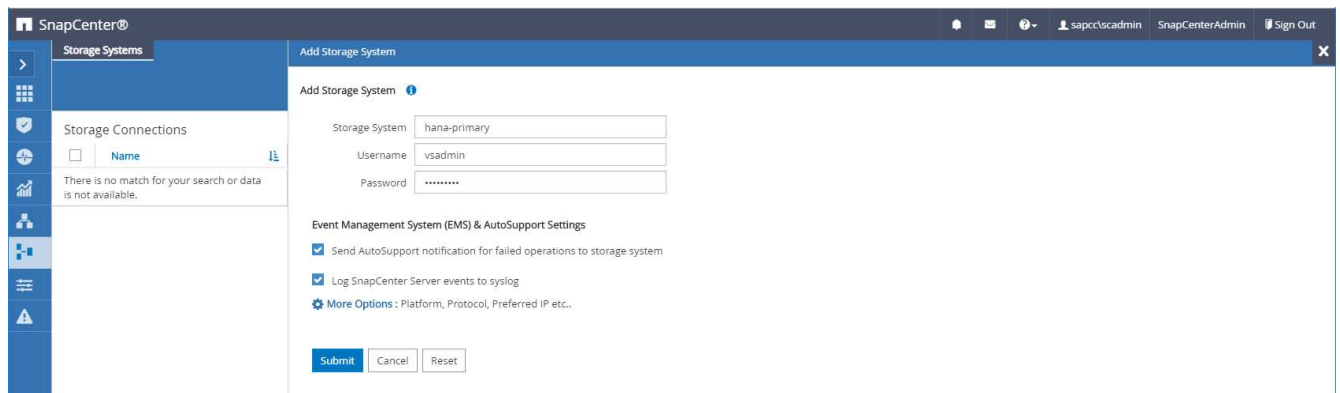 SnapCenter® sapcc\scadmin SnapCenterAdmin Sign Out
Storage Systems
Add Storage System
Add Storage System
Storage Connections
Name
There is no match for your search or data
is not available.
Storage System hana-primary
Username vsadmin
Password •••••••••
Event Management System (EMS) & AutoSupport Settings
Send AutoSupport notification for failed operations to storage system
Log SnapCenter Server events to syslog
More Options : Platform, Protocol, Preferred IP etc..
Submit Cancel Reset